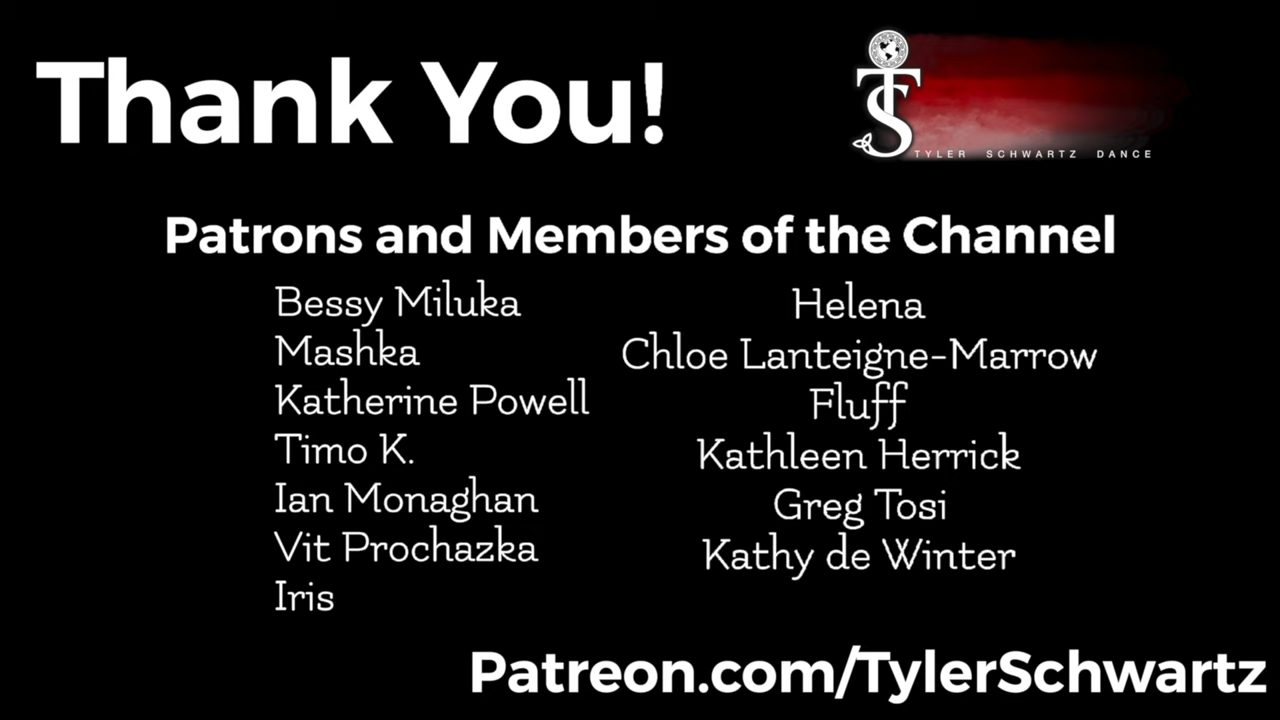 Thank You!
TS
TYLER SCHWARTZ DANCE
Patrons and Members of the Channel
Bessy Miluka
Mashka
Katherine Powell
Timo K.
Ian Monaghan
Vit Prochazka
Iris
Helena
Chloe Lanteigne-Marrow
Fluff
Kathleen Herrick
Greg Tosi
Kathy de Winter
Patreon.com/TylerSchwartz